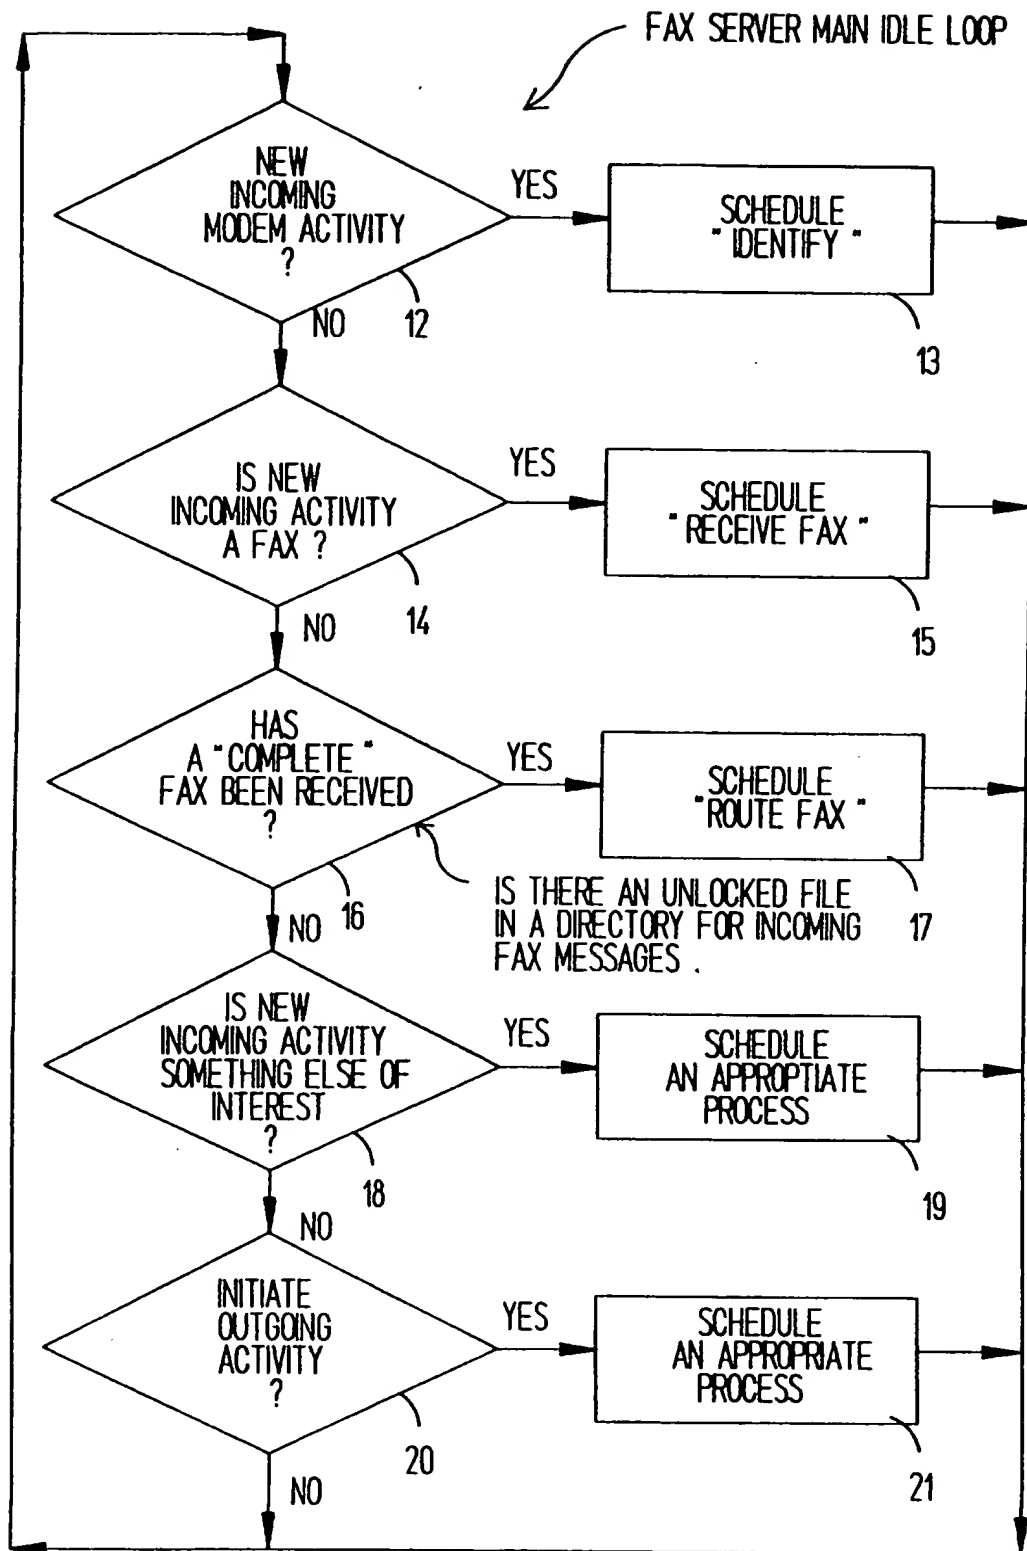 FAX SERVER MAIN IDLE LOOP
NEW
INCOMING
MODEM ACTIVITY
?
12
YES
NO
SCHEDULE
"IDENTIFY"
13
IS NEW
INCOMING ACTIVITY
A FAX ?
14
YES
NO
SCHEDULE
"RECEIVE FAX"
15
HAS
A "COMPLETE"
FAX BEEN RECEIVED
?
16
YES
NO
SCHEDULE
"ROUTE FAX"
17
IS THERE AN UNLOCKED FILE
IN A DIRECTORY FOR INCOMING
FAX MESSAGES .
IS NEW
INCOMING ACTIVITY
SOMETHING ELSE OF
INTEREST
?
18
YES
NO
SCHEDULE
AN APPROPTIATE
PROCESS
19
INITIATE
OUTGOING
ACTIVITY
?
20
YES
NO
SCHEDULE
AN APPROPRIATE
PROCESS
21